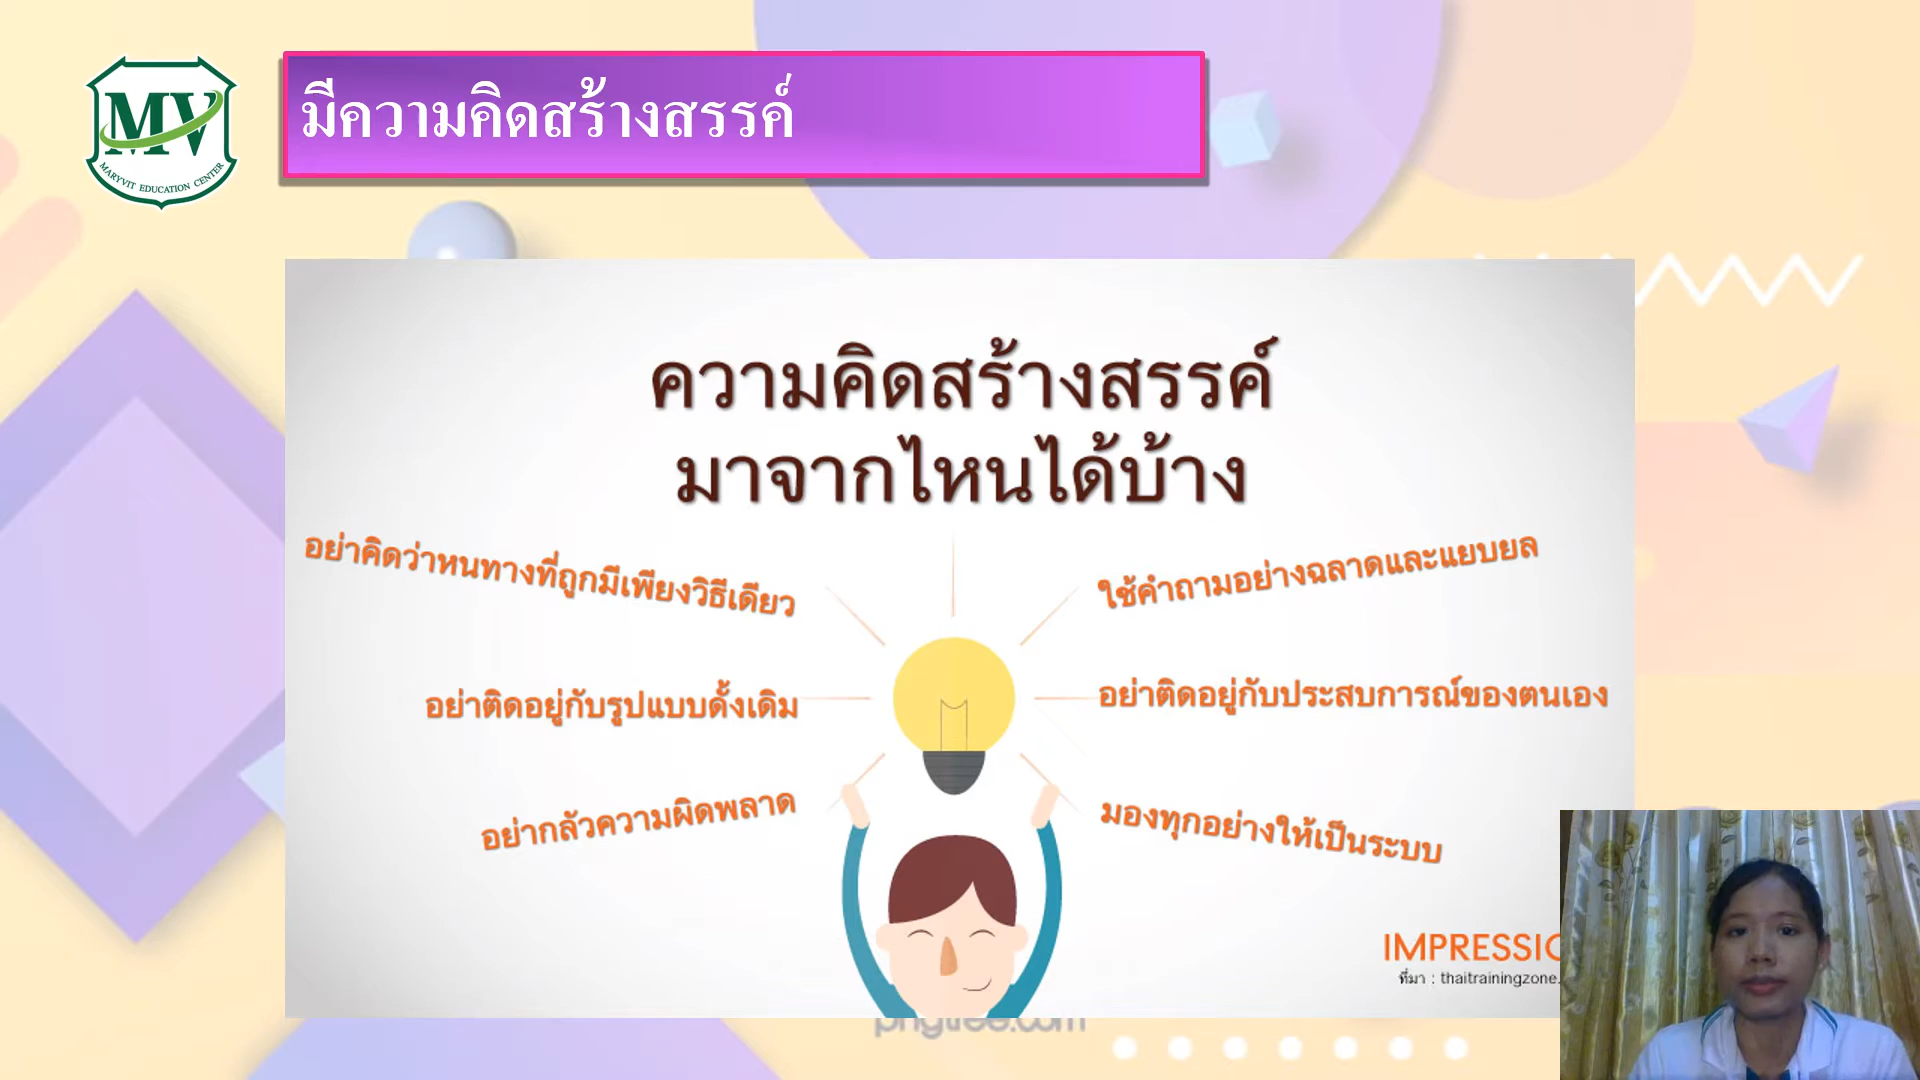 MV
MARYVIT EDUCATION CENTER
มีความคิดสร้างสรรค์
ความคิดสร้างสรรค์
มาจากไหนได้บ้าง
อย่าคิดว่าหนทางที่ถูกมีเพียงวิธีเดียว
ใช้คำถามอย่างฉลาดและแยบยล
อย่าติดอยู่กับรูปแบบดั้งเดิม
อย่าติดอยู่กับประสบการณ์ของตนเอง
อย่ากลัวความผิดพลาด
มองทุกอย่างให้เป็นระบบ
ที่มา : thaitrainingzone.
pngtree.com